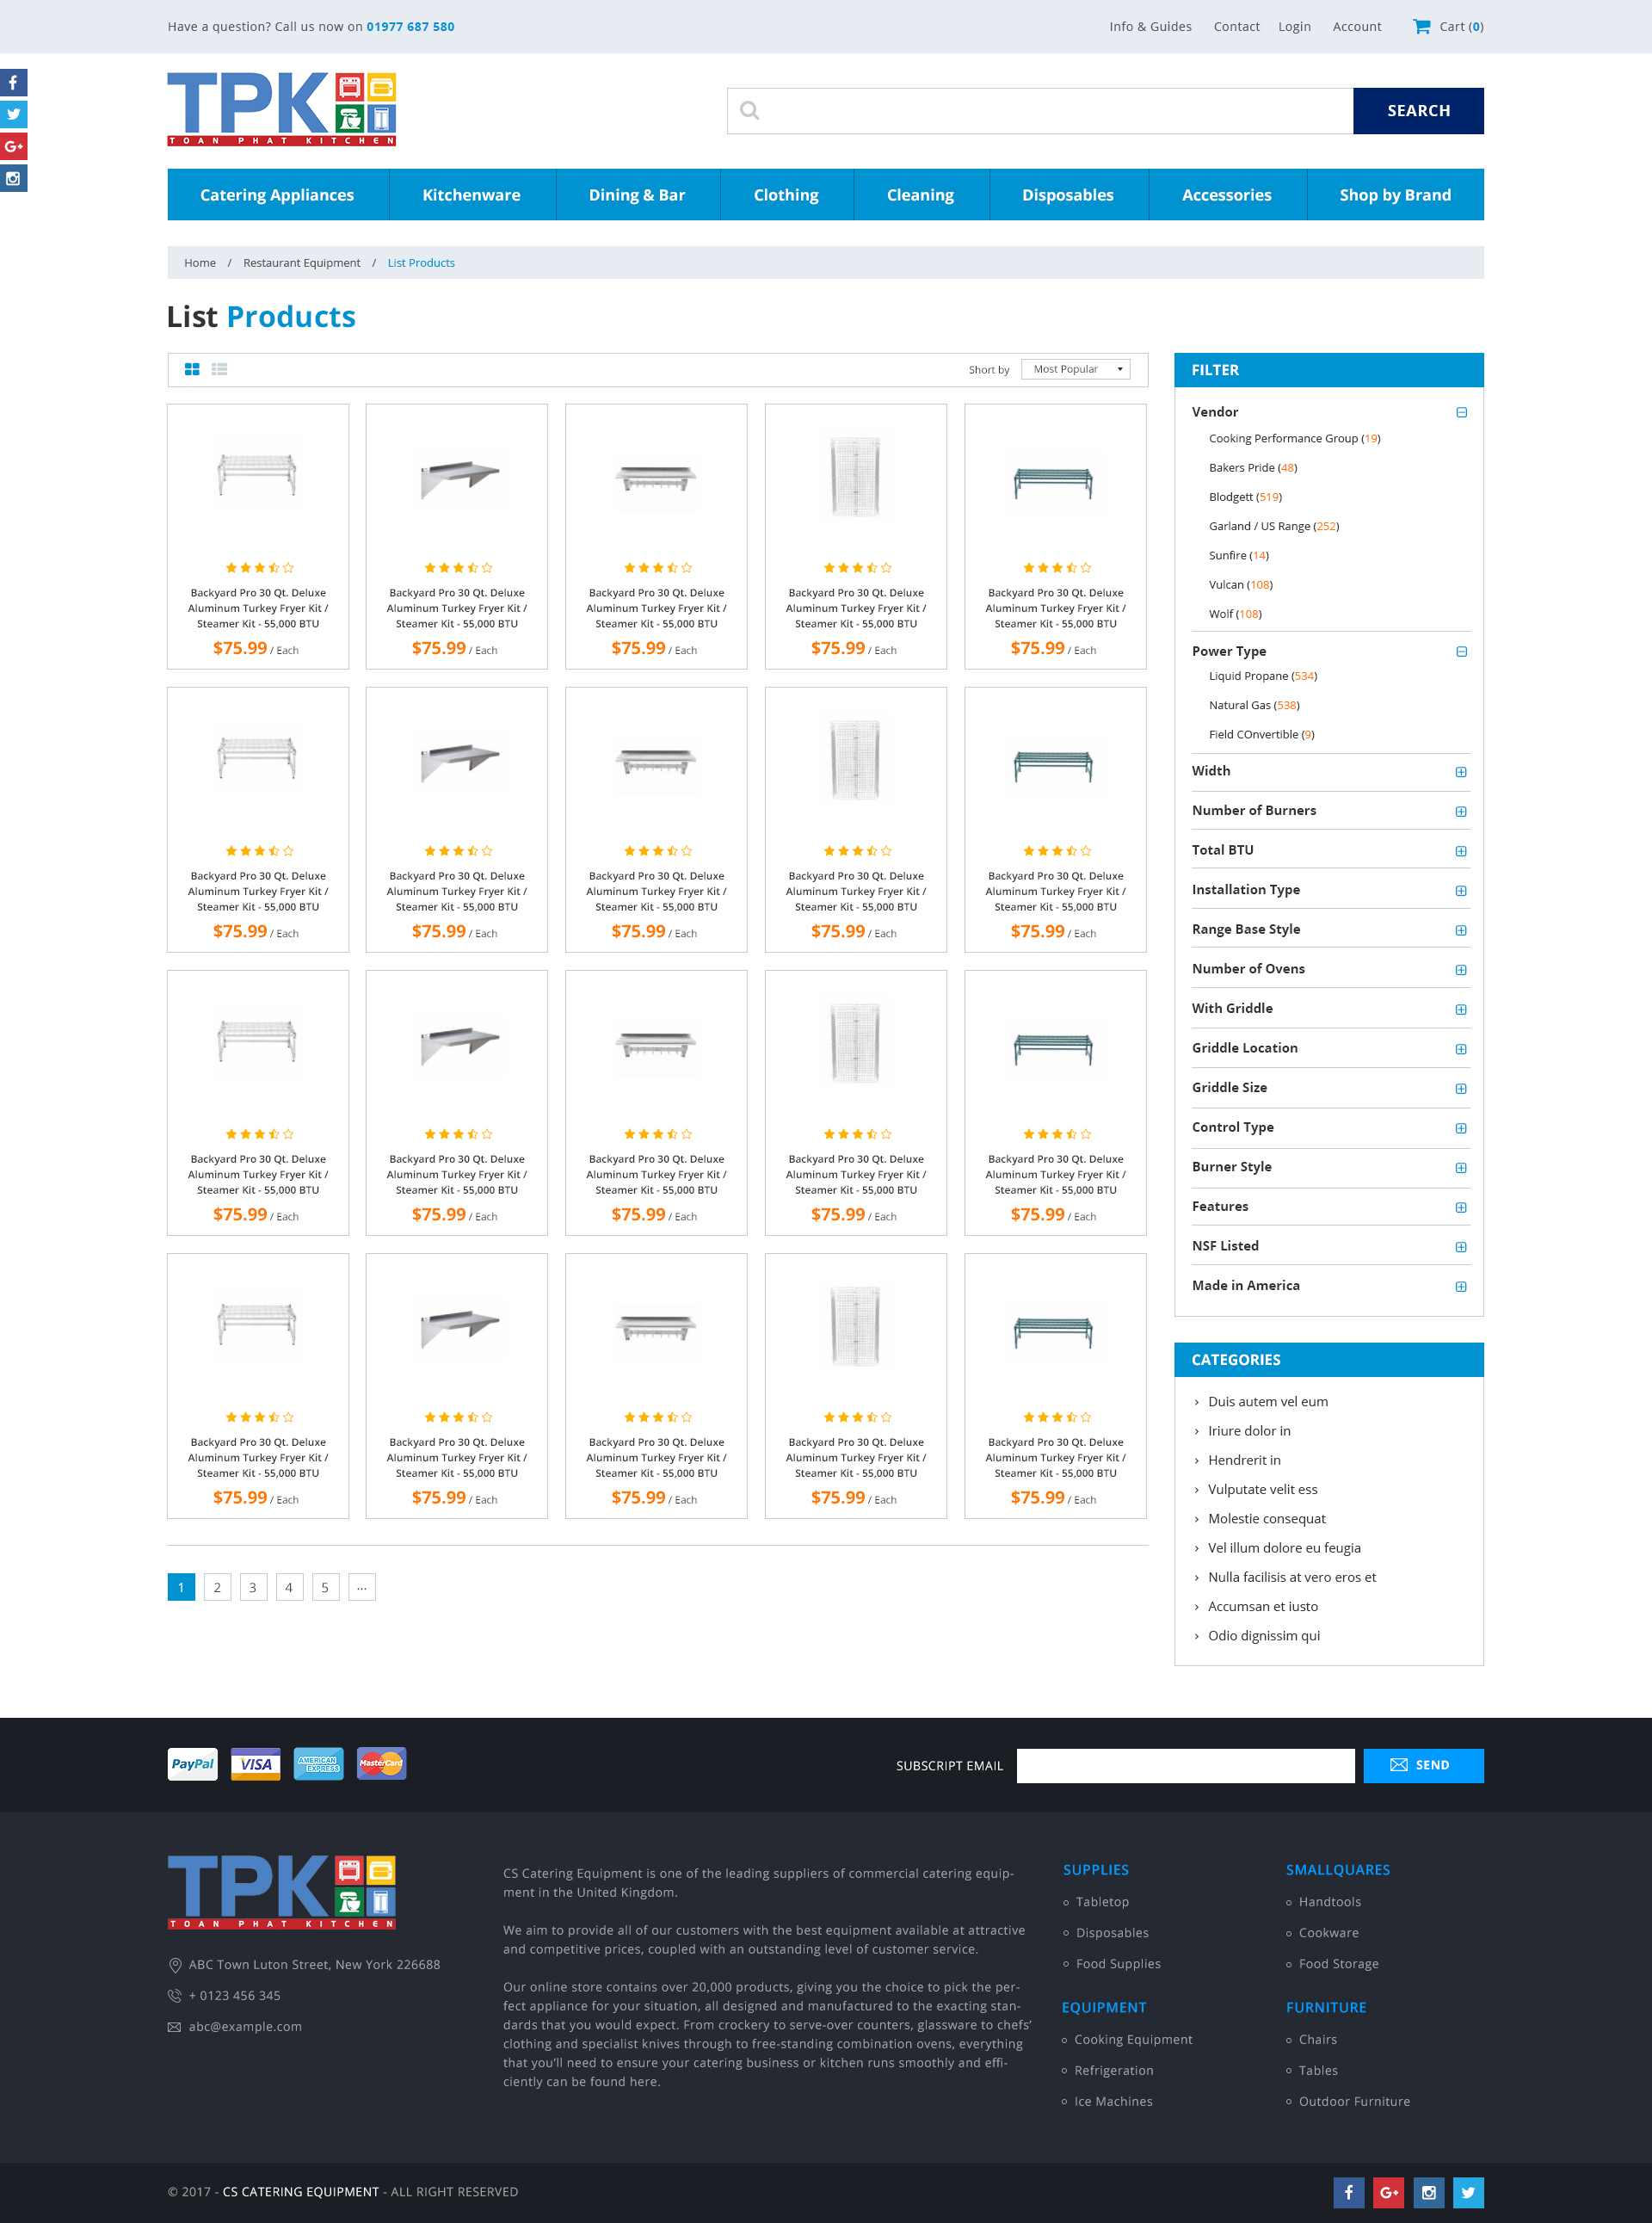 Have a question? Call us now on 01977 687 580
Info & Guides Contact Login Account Cart (0)
TPK
TOAN PHAT KITCHEN
SEARCH
Catering Appliances Kitchenware Dining & Bar Clothing Cleaning Disposables Accessories Shop by Brand
Home / Restaurant Equipment / List Products
List Products
Short by Most Popular
Backyard Pro 30 Qt. Deluxe
Aluminum Turkey Fryer Kit /
Steamer Kit - 55,000 BTU
$75.99 / Each
Backyard Pro 30 Qt. Deluxe
Aluminum Turkey Fryer Kit /
Steamer Kit - 55,000 BTU
$75.99 / Each
Backyard Pro 30 Qt. Deluxe
Aluminum Turkey Fryer Kit /
Steamer Kit - 55,000 BTU
$75.99 / Each
Backyard Pro 30 Qt. Deluxe
Aluminum Turkey Fryer Kit /
Steamer Kit - 55,000 BTU
$75.99 / Each
Backyard Pro 30 Qt. Deluxe
Aluminum Turkey Fryer Kit /
Steamer Kit - 55,000 BTU
$75.99 / Each
Backyard Pro 30 Qt. Deluxe
Aluminum Turkey Fryer Kit /
Steamer Kit - 55,000 BTU
$75.99 / Each
Backyard Pro 30 Qt. Deluxe
Aluminum Turkey Fryer Kit /
Steamer Kit - 55,000 BTU
$75.99 / Each
Backyard Pro 30 Qt. Deluxe
Aluminum Turkey Fryer Kit /
Steamer Kit - 55,000 BTU
$75.99 / Each
Backyard Pro 30 Qt. Deluxe
Aluminum Turkey Fryer Kit /
Steamer Kit - 55,000 BTU
$75.99 / Each
Backyard Pro 30 Qt. Deluxe
Aluminum Turkey Fryer Kit /
Steamer Kit - 55,000 BTU
$75.99 / Each
Backyard Pro 30 Qt. Deluxe
Aluminum Turkey Fryer Kit /
Steamer Kit - 55,000 BTU
$75.99 / Each
Backyard Pro 30 Qt. Deluxe
Aluminum Turkey Fryer Kit /
Steamer Kit - 55,000 BTU
$75.99 / Each
Backyard Pro 30 Qt. Deluxe
Aluminum Turkey Fryer Kit /
Steamer Kit - 55,000 BTU
$75.99 / Each
Backyard Pro 30 Qt. Deluxe
Aluminum Turkey Fryer Kit /
Steamer Kit - 55,000 BTU
$75.99 / Each
Backyard Pro 30 Qt. Deluxe
Aluminum Turkey Fryer Kit /
Steamer Kit - 55,000 BTU
$75.99 / Each
Backyard Pro 30 Qt. Deluxe
Aluminum Turkey Fryer Kit /
Steamer Kit - 55,000 BTU
$75.99 / Each
Backyard Pro 30 Qt. Deluxe
Aluminum Turkey Fryer Kit /
Steamer Kit - 55,000 BTU
$75.99 / Each
Backyard Pro 30 Qt. Deluxe
Aluminum Turkey Fryer Kit /
Steamer Kit - 55,000 BTU
$75.99 / Each
Backyard Pro 30 Qt. Deluxe
Aluminum Turkey Fryer Kit /
Steamer Kit - 55,000 BTU
$75.99 / Each
Backyard Pro 30 Qt. Deluxe
Aluminum Turkey Fryer Kit /
Steamer Kit - 55,000 BTU
$75.99 / Each
1 2 3 4 5 ...
FILTER
Vendor
Cooking Performance Group (19)
Bakers Pride (48)
Blodgett (519)
Garland / US Range (252)
Sunfire (14)
Vulcan (108)
Wolf (108)
Power Type
Liquid Propane (534)
Natural Gas (538)
Field COnvertible (9)
Width
Number of Burners
Total BTU
Installation Type
Range Base Style
Number of Ovens
With Griddle
Griddle Location
Griddle Size
Control Type
Burner Style
Features
NSF Listed
Made in America
CATEGORIES
Duis autem vel eum
Iriure dolor in
Hendrerit in
Vulputate velit ess
Molestie consequat
Vel illum dolore eu feugia
Nulla facilisis at vero eros et
Accumsan et iusto
Odio dignissim qui
PayPal VISA AMERICAN EXPRESS MasterCard
SUBSCRIPT EMAIL
SEND
TPK
TOAN PHAT KITCHEN
ABC Town Luton Street, New York 226688
+ 0123 456 345
abc@example.com
CS Catering Equipment is one of the leading suppliers of commercial catering equip-
ment in the United Kingdom.
We aim to provide all of our customers with the best equipment available at attractive
and competitive prices, coupled with an outstanding level of customer service.
Our online store contains over 20,000 products, giving you the choice to pick the per-
fect appliance for your situation, all designed and manufactured to the exacting stan-
dards that you would expect. From crockery to serve-over counters, glassware to chefs’
clothing and specialist knives through to free-standing combination ovens, everything
that you’ll need to ensure your catering business or kitchen runs smoothly and effi-
ciently can be found here.
SUPPLIES
Tabletop
Disposables
Food Supplies
SMALLQUARES
Handtools
Cookware
Food Storage
EQUIPMENT
Cooking Equipment
Refrigeration
Ice Machines
FURNITURE
Chairs
Tables
Outdoor Furniture
© 2017 - CS CATERING EQUIPMENT - ALL RIGHT RESERVED